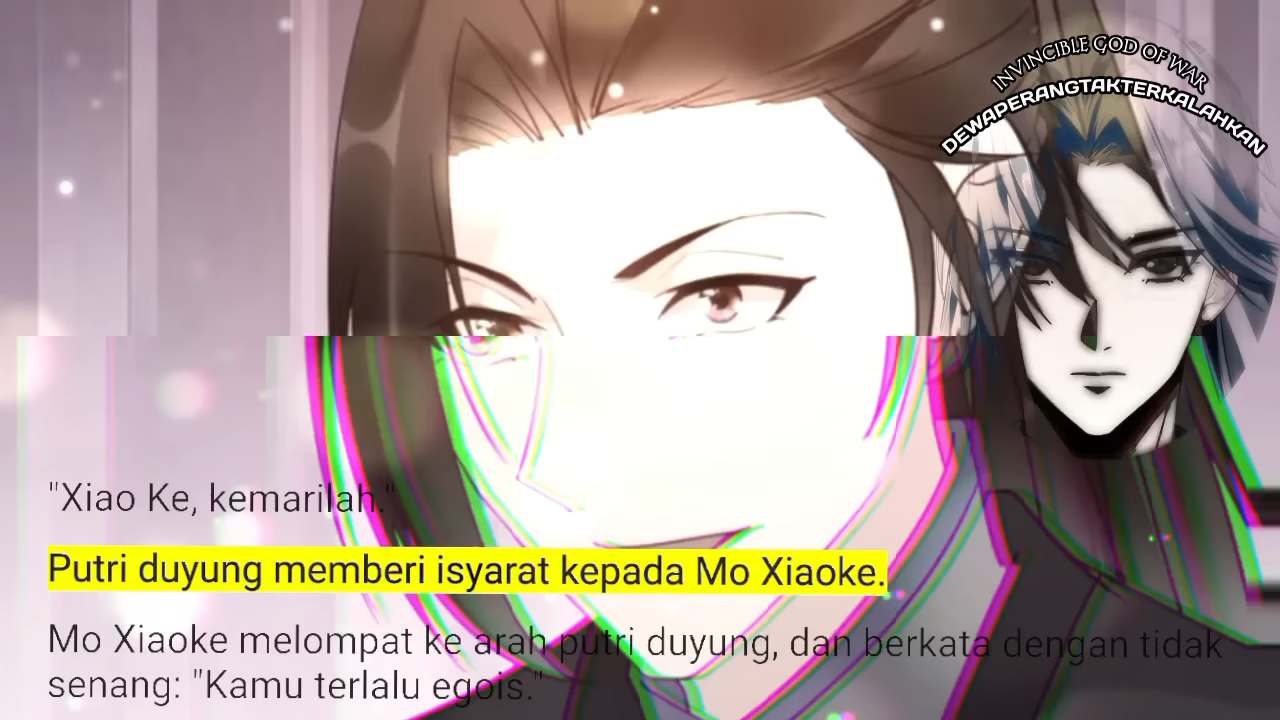 INVINCIBLE GOD OF WAR
DEWAPERANGTAKTERKALAHKAN
"Xiao Ke, kemarilah."
Putri duyung memberi isyarat kepada Mo Xiaoke.
Mo Xiaoke melompat ke arah putri duyung, dan berkata dengan tidak
senang: "Kamu terlalu egois."